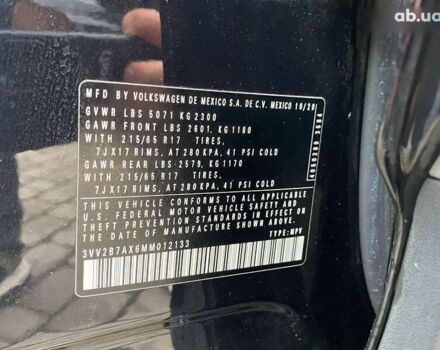 ab.ua
MFD BY VOLKSWAGEN DE MEXICO S.A. DE C.V. MEXICO 10/20
GVWR LBS 5071 KG 2300
GAWR FRONT LBS 2601, KG 1180
WITH 215/65 R17 TIRES,
7JX17 RIMS, AT 280 KPA, 41 PSI COLD
GAWR REAR LBS-2579, KG 1170
WITH 215/65 R17 TIRES,
7JX17 RIMS, AT 280 KPA, 41 PSI COLD
THIS VEHICLE CONFORMS TO ALL APPLICABLE
U.S. FEDERAL MOTOR VEHICLE SAFETY AND
THEFT PREVENTION STANDARDS IN EFFECT ON THE
DATE OF MANUFACTURE SHOWN ABOVE.
3VV2B7AX6MM012133 TYPE: MPV